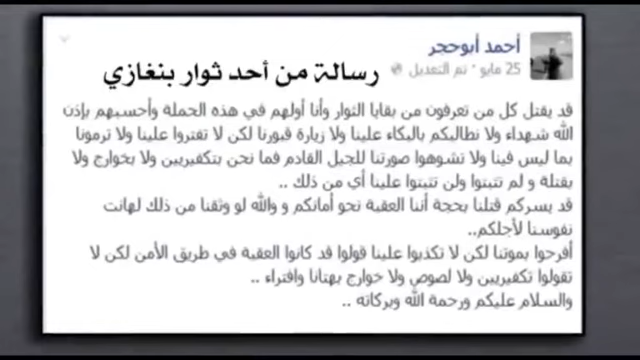 أحمد أبوحجر
25 مايو · تم التعديل
رسالة من أحد ثوار بنغازي
قد يقتل كل من تعرفون من بقايا الثوار وأنا أولهم في هذه الحملة وأحسبهم بإذن
الله شهداء ولا نطالبكم بالبكاء علينا ولا زيارة قبورنا لكن لا تفتروا علينا ولا ترمونا
بما ليس فينا ولا تشوهوا صورتنا للجيل القادم فما نحن بتكفيريين ولا بخوارج ولا
بقتلة و لم تثبتوا ولن تثبتوا علينا أي من ذلك ..
قد يسركم قتلنا بحجة أننا العقبة نحو أمانكم و والله لو وثقنا من ذلك لهانت
نفوسنا لأجلكم..
أفرحوا بموتنا لكن لا تكذبوا علينا قولوا قد كانوا العقبة في طريق الأمن لكن لا
تقولوا تكفيريين ولا لصوص ولا خوارج بهتانا وافتراء ..
والسلام عليكم ورحمة الله وبركاته ..